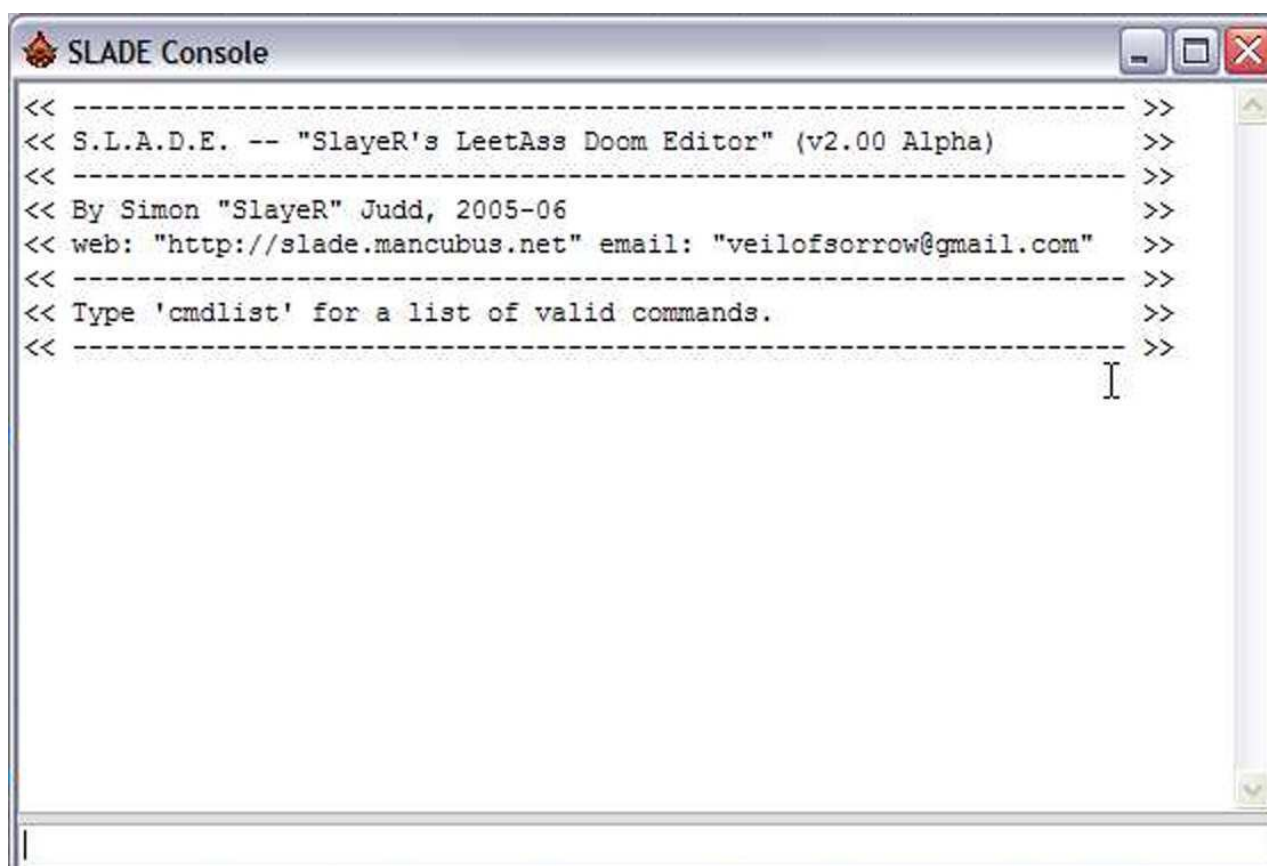 SLADE Console
<< ------------------------------------------------------------------ >>
<< S.L.A.D.E. -- "SlayeR's LeetAss Doom Editor" (v2.00 Alpha)         >>
<< ------------------------------------------------------------------ >>
<< By Simon "SlayeR" Judd, 2005-06                                    >>
<< web: "http://slade.mancubus.net" email: "veilofsorrow@gmail.com"   >>
<< ------------------------------------------------------------------ >>
<< Type 'cmdlist' for a list of valid commands.                       >>
<< ------------------------------------------------------------------ >>